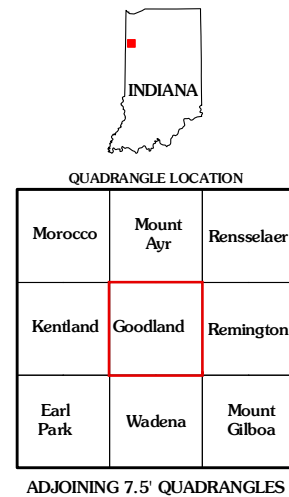 INDIANA
QUADRANGLE LOCATION
Morocco
Mount
Ayr
Rensselaer
Kentland
Goodland
Remington
Earl
Park
Wadena
Mount
Gilboa
ADJOINING 7.5' QUADRANGLES